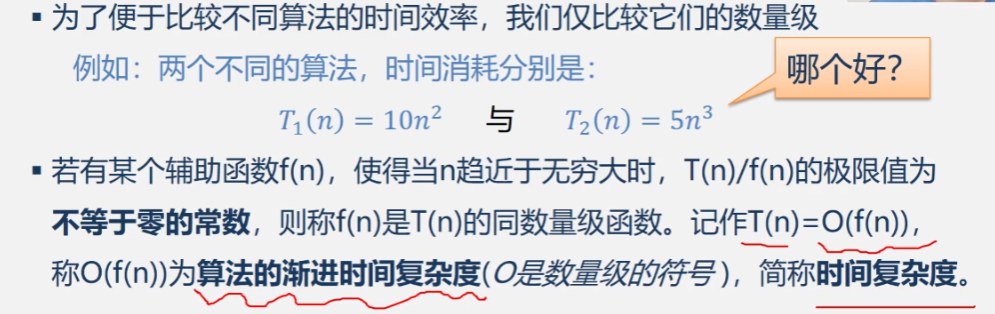 ▪ 为了便于比较不同算法的时间效率，我们仅比较它们的数量级
例如：两个不同的算法，时间消耗分别是：
哪个好？
T₁(n) = 10n² 与 T₂(n) = 5n³
▪ 若有某个辅助函数f(n)，使得当n趋近于无穷大时，T(n)/f(n)的极限值为
不等于零的常数，则称f(n)是T(n)的同数量级函数。记作T(n)=O(f(n))，
称O(f(n))为算法的渐进时间复杂度(O是数量级的符号 )，简称时间复杂度。